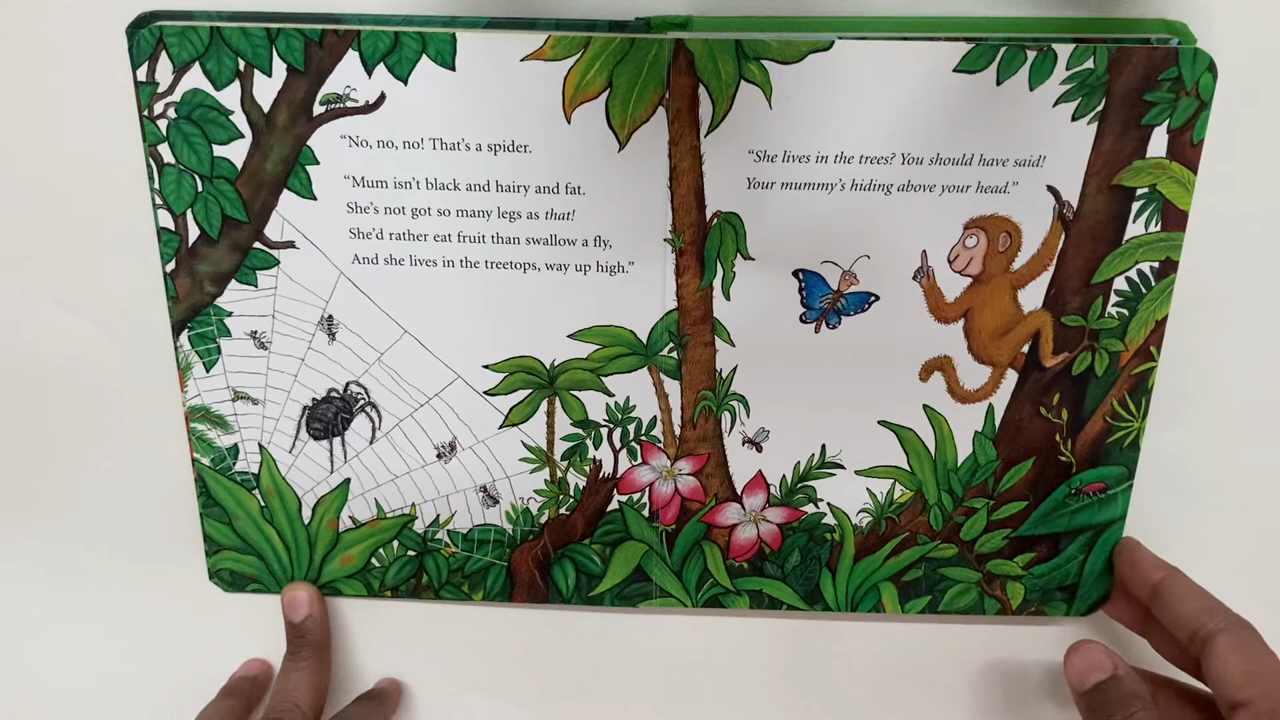 “No, no, no! That’s a spider.
“Mum isn’t black and hairy and fat.
She’s not got so many legs as that!
She’d rather eat fruit than swallow a fly,
And she lives in the treetops, way up high.”
“She lives in the trees? You should have said!
Your mummy’s hiding above your head.”